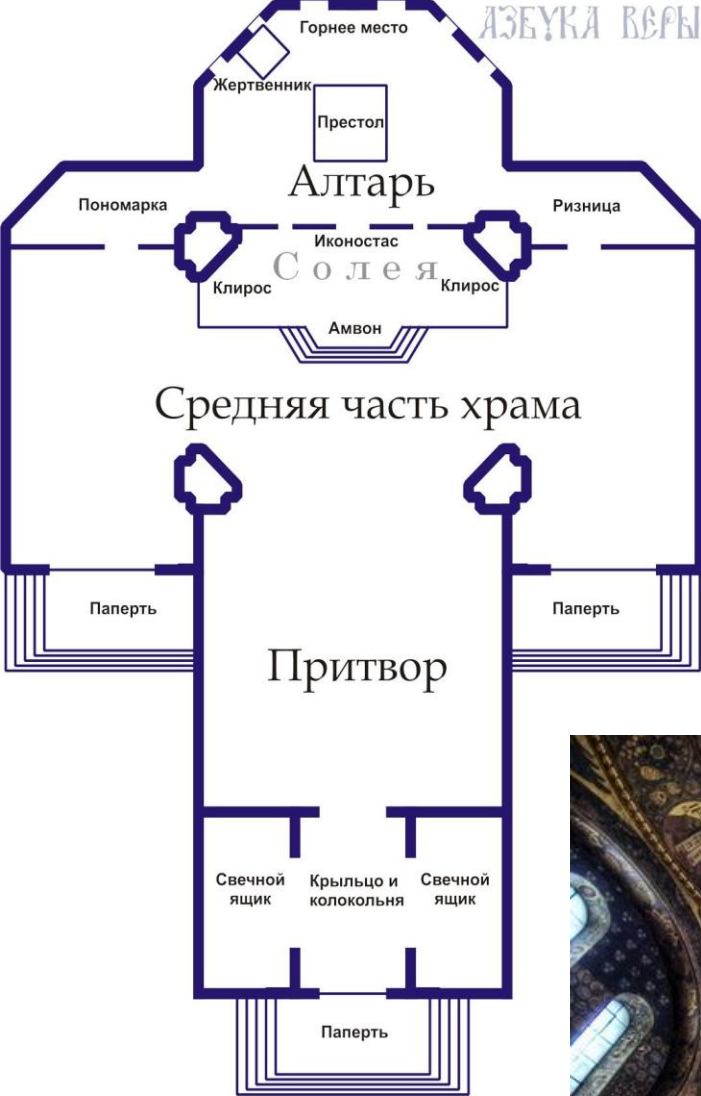 АЗБУКА ВЕРЫ
Горнее место
Жертвенник
Престол
Алтарь
Пономарка
Ризница
Иконостас
Солея
Клирос
Клирос
Амвон
Средняя часть храма
Паперть
Паперть
Притвор
Свечной
ящик
Крыльцо и
колокольня
Свечной
ящик
Паперть